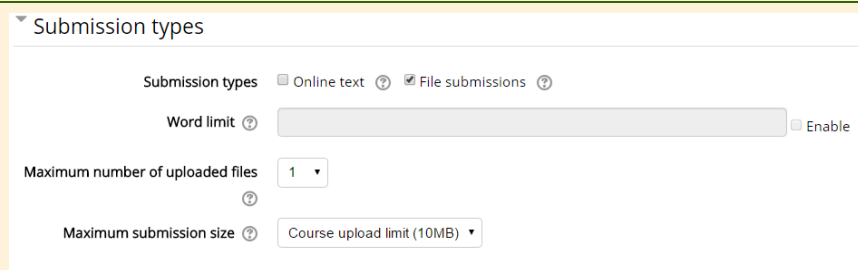 Submission types
Submission types Online text File submissions
Word limit Enable
Maximum number of uploaded files 1
Maximum submission size Course upload limit (10MB)